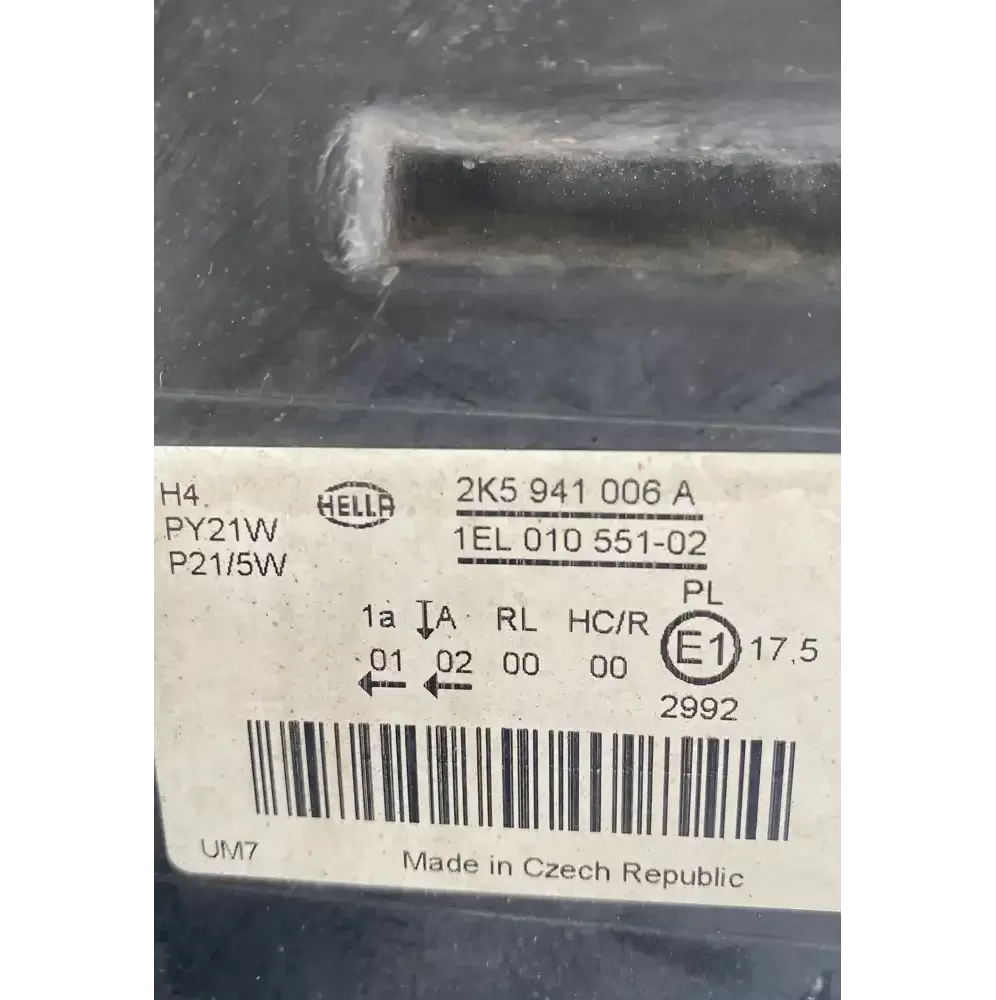 H4
PY21W
P21/5W
HELLA
2K5 941 006 A
1EL 010 551-02
1a A RL HC/R PL
01 02 00 00 E1 17,5
2992
UM7
Made in Czech Republic